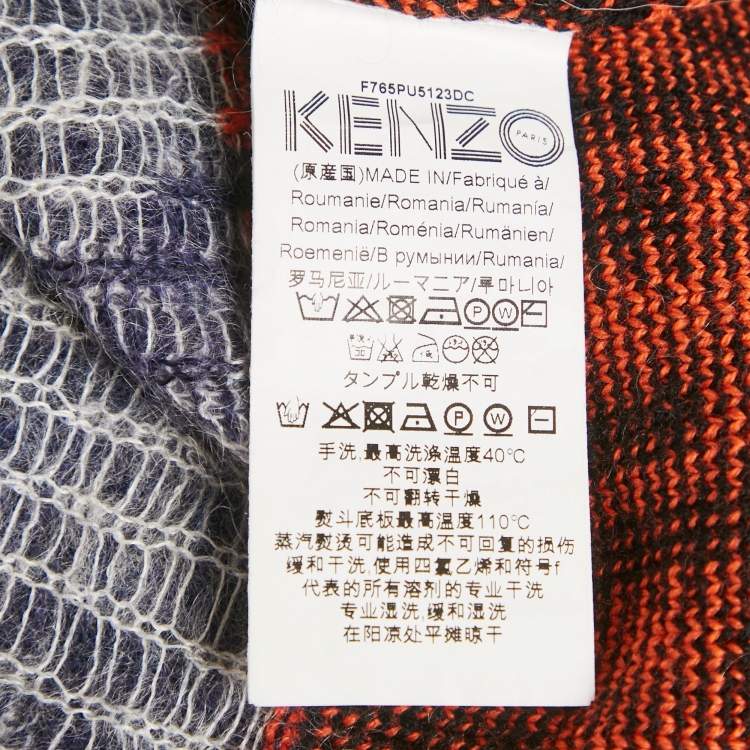 F765PU5123DC
KENZO PARIS
(原産国)MADE IN/Fabriqué à/
Roumanie/Romania/Rumanía/
Romania/Roménia/Rumänien/
Roemenië/В румынии/Rumania/
罗马尼亚/ルーマニア/루마니아
P W
タンブル乾燥不可
P W
手洗,最高洗涤温度40℃
不可漂白
不可翻转干燥
熨斗底板最高温度110℃
蒸汽熨烫可能造成不可回复的损伤
缓和干洗,使用四氯乙烯和符号f
代表的所有溶剂的专业干洗
专业湿洗,缓和湿洗
在阴凉处平摊晾干